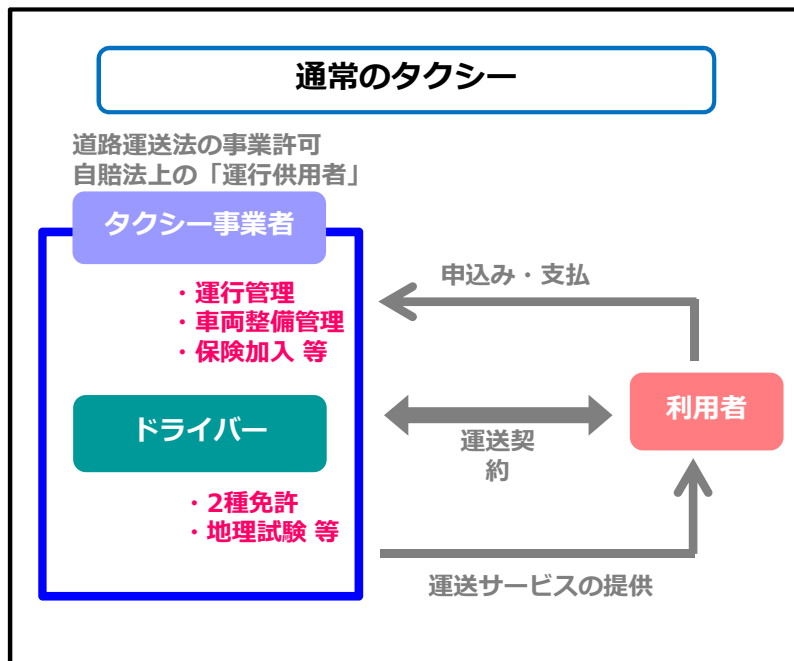 通常のタクシー
道路運送法の事業許可
自賠法上の「運行供用者」
タクシー事業者
・運行管理
・車両整備管理
・保険加入 等
ドライバー
・2種免許
・地理試験 等
申込み・支払
運送契
約
利用者
運送サービスの提供